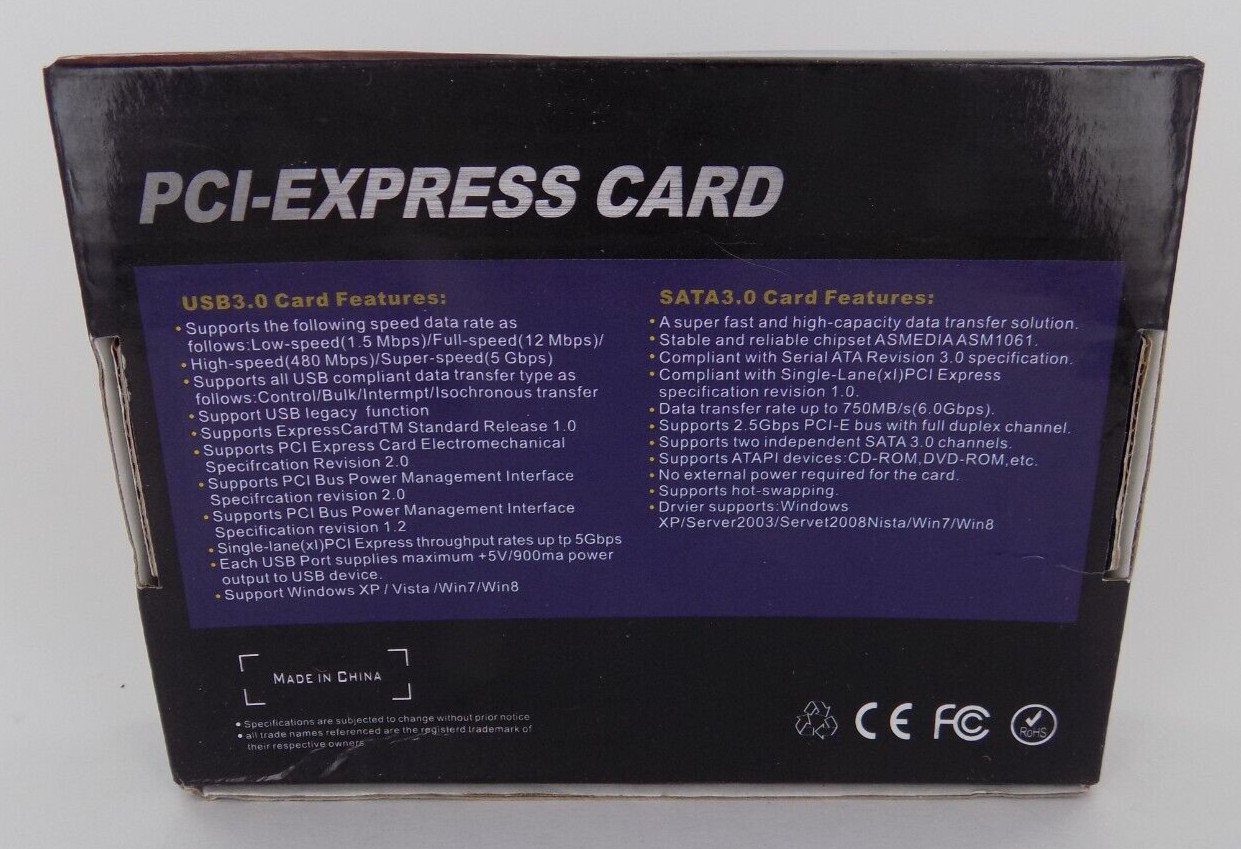 PCI-EXPRESS CARD
USB3.0 Card Features:
•Supports the following speed data rate as
follows:Low-speed(1.5 Mbps)/Full-speed(12 Mbps)/
•High-speed(480 Mbps)/Super-speed(5 Gbps)
•Supports all USB compliant data transfer type as
follows:Control/Bulk/Intermpt/Isochronous transfer
•Support USB legacy function
•Supports ExpressCardTM Standard Release 1.0
•Supports PCI Express Card Electromechanical
Specifrcation Revision 2.0
•Supports PCI Bus Power Management Interface
Specifrcation revision 2.0
•Supports PCI Bus Power Management Interface
Specification revision 1.2
•Single-lane(xl)PCI Express throughput rates up tp 5Gbps
•Each USB Port supplies maximum +5V/900ma power
output to USB device.
•Support Windows XP / Vista /Win7/Win8
SATA3.0 Card Features:
•A super fast and high-capacity data transfer solution.
•Stable and reliable chipset ASMEDIA ASM1061.
•Compliant with Serial ATA Revision 3.0 specification.
•Compliant with Single-Lane(xl)PCI Express
specification revision 1.0.
•Data transfer rate up to 750MB/s(6.0Gbps).
•Supports 2.5Gbps PCI-E bus with full duplex channel.
•Supports two independent SATA 3.0 channels.
•Supports ATAPI devices:CD-ROM,DVD-ROM,etc.
•No external power required for the card.
•Supports hot-swapping.
•Drvier supports:Windows
XP/Server2003/Servet2008Nista/Win7/Win8
MADE IN CHINA
• Specifications are subjected to change without prior notice
• all trade names referenced are the registerd trademark of
their respective owners
CE FC RoHS